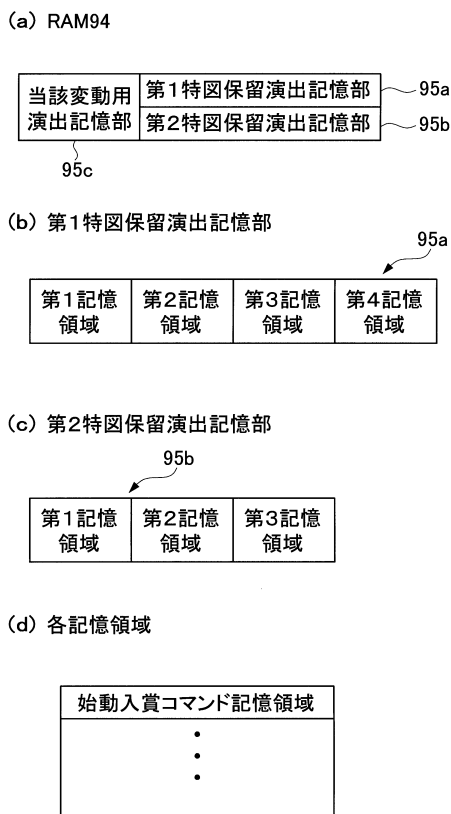 (a) RAM94
当該変動用
演出記憶部
第1特図保留演出記憶部
95a
第2特図保留演出記憶部
95b
95c
(b) 第1特図保留演出記憶部
95a
第1記憶
領域
第2記憶
領域
第3記憶
領域
第4記憶
領域
(c) 第2特図保留演出記憶部
95b
第1記憶
領域
第2記憶
領域
第3記憶
領域
(d) 各記憶領域
始動入賞コマンド記憶領域